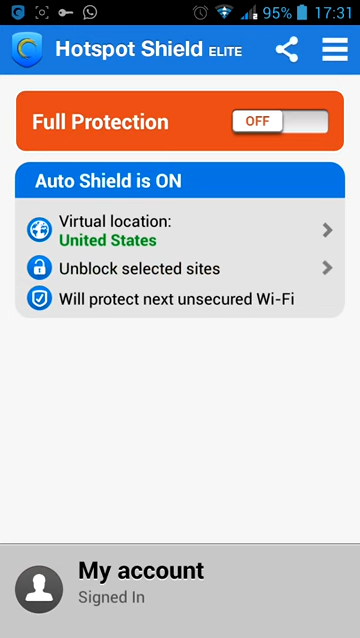 95% 17:31
Hotspot Shield ELITE
Full Protection OFF
Auto Shield is ON
Virtual location:
United States
Unblock selected sites
Will protect next unsecured Wi-Fi
My account
Signed In